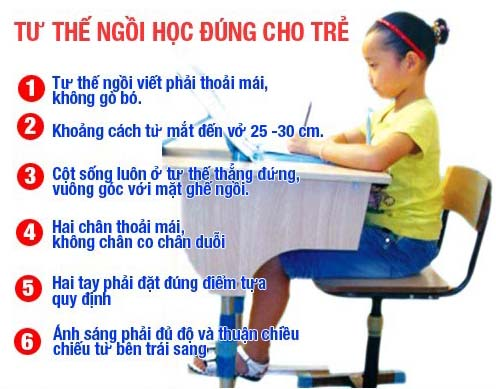 TƯ THẾ NGỒI HỌC ĐÚNG CHO TRẺ
1 Tư thế ngồi viết phải thoải mái,
không gò bó.
2 Khoảng cách từ mắt đến vở 25 -30 cm.
3 Cột sống luôn ở tư thế thẳng đứng,
vuông góc với mặt ghế ngồi.
4 Hai chân thoải mái,
không chân co chân duỗi
5 Hai tay phải đặt đúng điểm tựa
quy định
6 Ánh sáng phải đủ độ và thuận chiều
chiếu từ bên trái sang